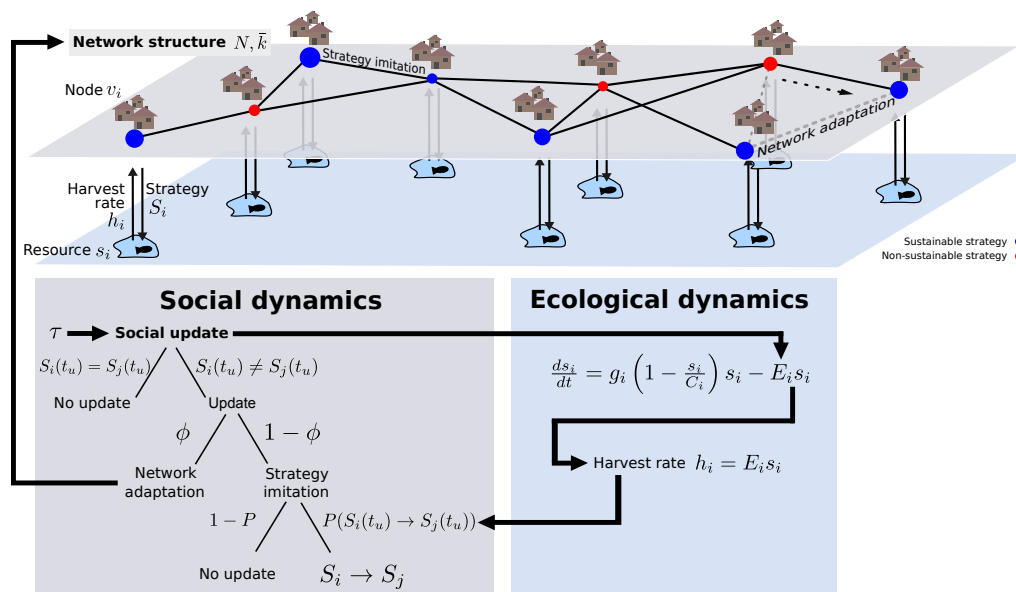 Network structure N, k̄
Strategy imitation
Node v_i
Network adaptation
Harvest rate h_i
Strategy S_i
Resource s_i
Sustainable strategy
Non-sustainable strategy
Social dynamics
Ecological dynamics
τ
Social update
S_i(t_u) = S_j(t_u)
S_i(t_u) ≠ S_j(t_u)
ds_i/dt = g_i (1 − s_i/C_i) s_i − E_i s_i
No update
Update
ϕ
1 − ϕ
Network
adaptation
Strategy
imitation
Harvest rate h_i = E_i s_i
1 − P
P(S_i(t_u) → S_j(t_u))
No update
S_i → S_j